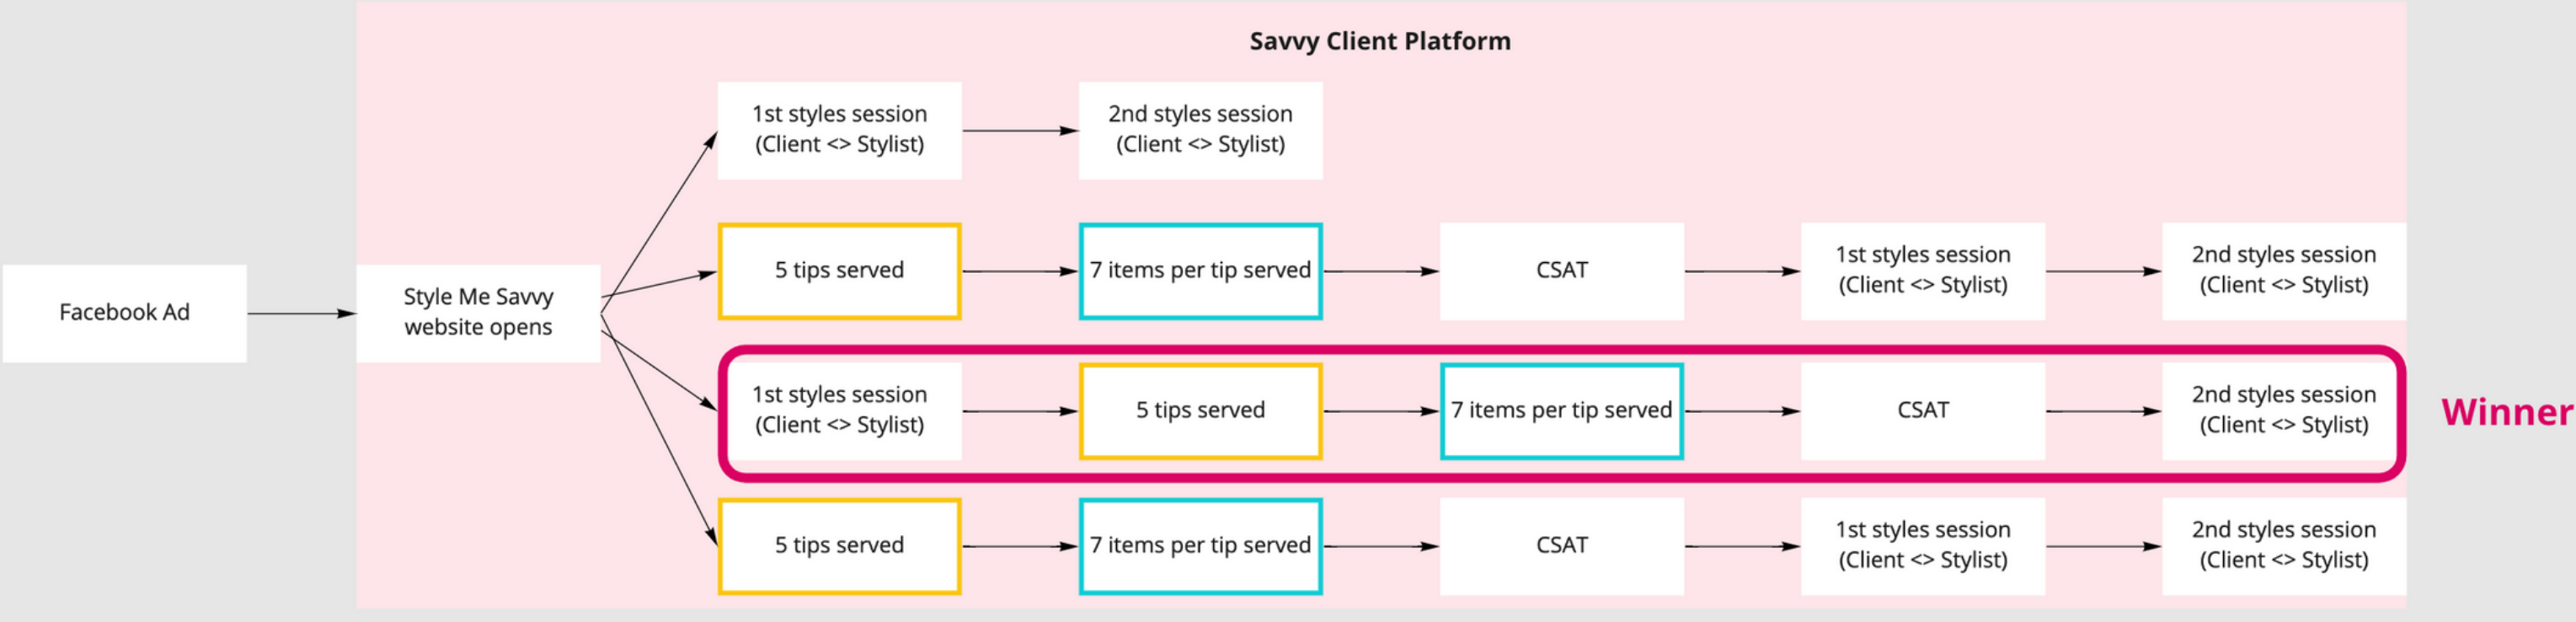 Savvy Client Platform
1st styles session
(Client <> Stylist)
2nd styles session
(Client <> Stylist)
Facebook Ad
Style Me Savvy
website opens
5 tips served
7 items per tip served
CSAT
1st styles session
(Client <> Stylist)
2nd styles session
(Client <> Stylist)
1st styles session
(Client <> Stylist)
5 tips served
7 items per tip served
CSAT
2nd styles session
(Client <> Stylist)
Winner
5 tips served
7 items per tip served
CSAT
1st styles session
(Client <> Stylist)
2nd styles session
(Client <> Stylist)